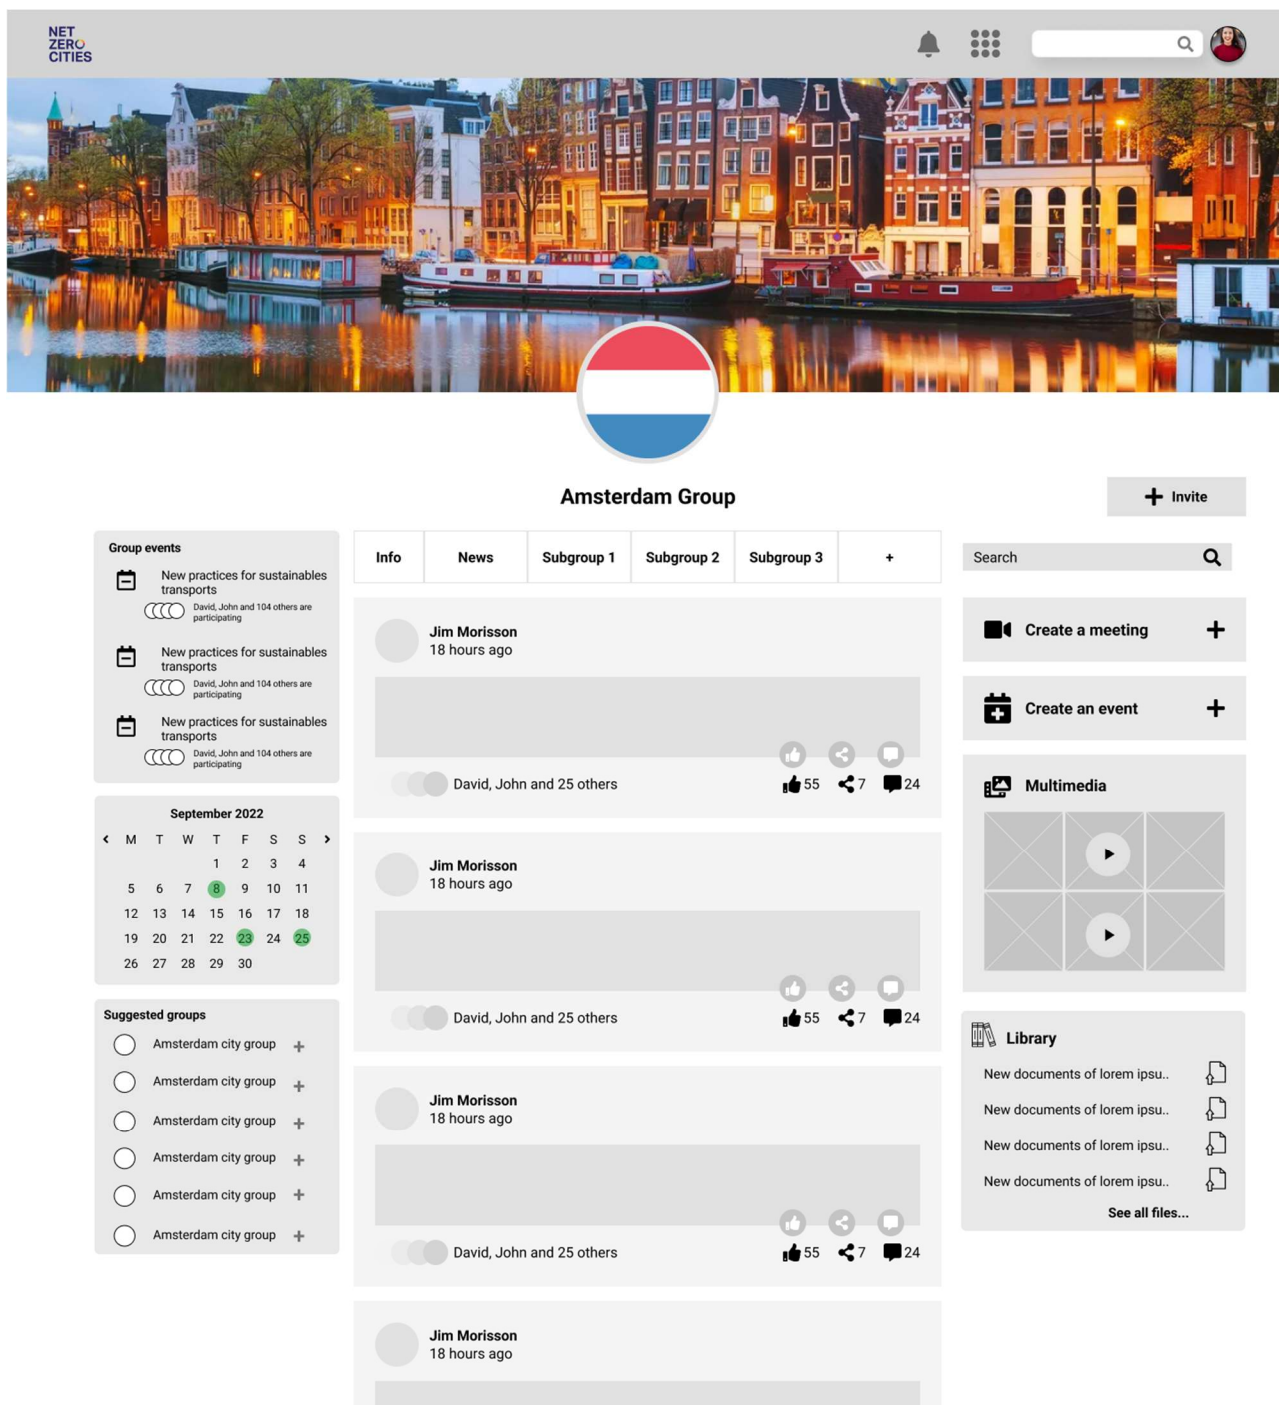 NET
ZERO
CITIES
Amsterdam Group
Invite
Group events
New practices for sustainables
transports
David, John and 104 others are
participating
New practices for sustainables
transports
David, John and 104 others are
participating
New practices for sustainables
transports
David, John and 104 others are
participating
September 2022
M T W T F S S
1 2 3 4
5 6 7 8 9 10 11
12 13 14 15 16 17 18
19 20 21 22 23 24 25
26 27 28 29 30
Suggested groups
Amsterdam city group
Amsterdam city group
Amsterdam city group
Amsterdam city group
Amsterdam city group
Amsterdam city group
Info News Subgroup 1 Subgroup 2 Subgroup 3 +
Jim Morisson
18 hours ago
David, John and 25 others 55 7 24
Jim Morisson
18 hours ago
David, John and 25 others 55 7 24
Jim Morisson
18 hours ago
David, John and 25 others 55 7 24
Jim Morisson
18 hours ago
Search
Create a meeting
Create an event
Multimedia
Library
New documents of lorem ipsu..
New documents of lorem ipsu..
New documents of lorem ipsu..
New documents of lorem ipsu..
See all files...